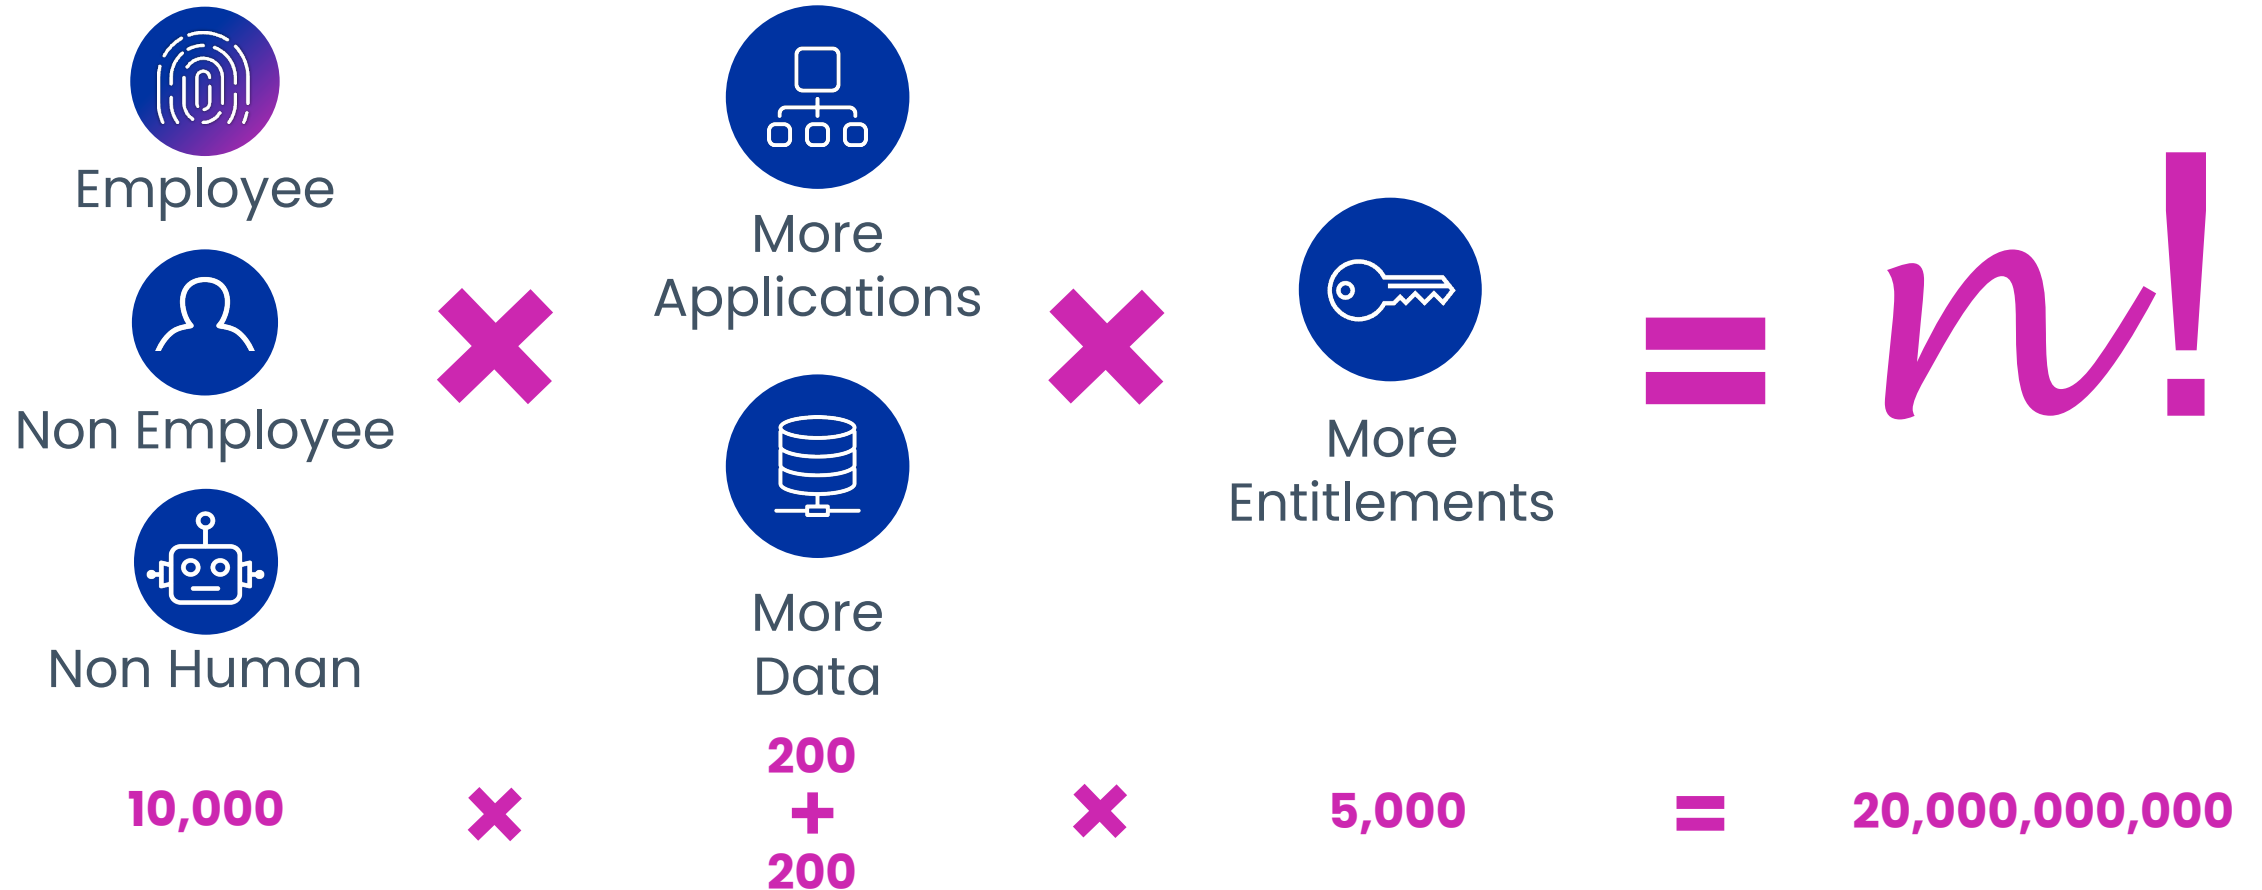 Employee
Non Employee
Non Human
×
More
Applications
More
Data
×
More
Entitlements
=
n!
10,000
×
200
+
200
×
5,000
=
20,000,000,000